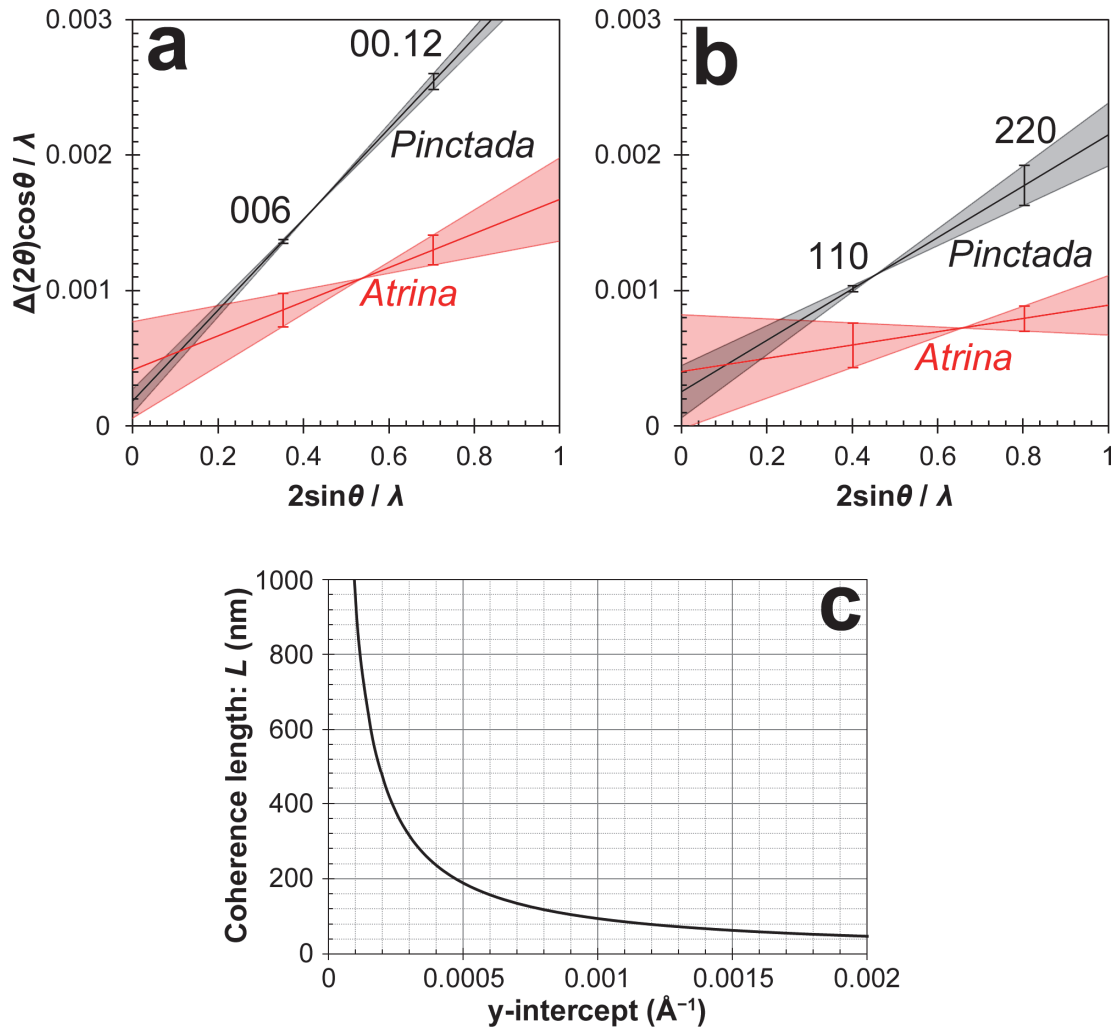 a
0.003
0.002
0.001
0
Δ(2θ)cosθ / λ
00.12
006
Pinctada
Atrina
0 0.2 0.4 0.6 0.8 1
2sinθ / λ
b
0.003
0.002
0.001
0
220
110
Pinctada
Atrina
0 0.2 0.4 0.6 0.8 1
2sinθ / λ
c
1000
800
600
400
200
0
Coherence length: L (nm)
0 0.0005 0.001 0.0015 0.002
y-intercept (Å⁻¹)